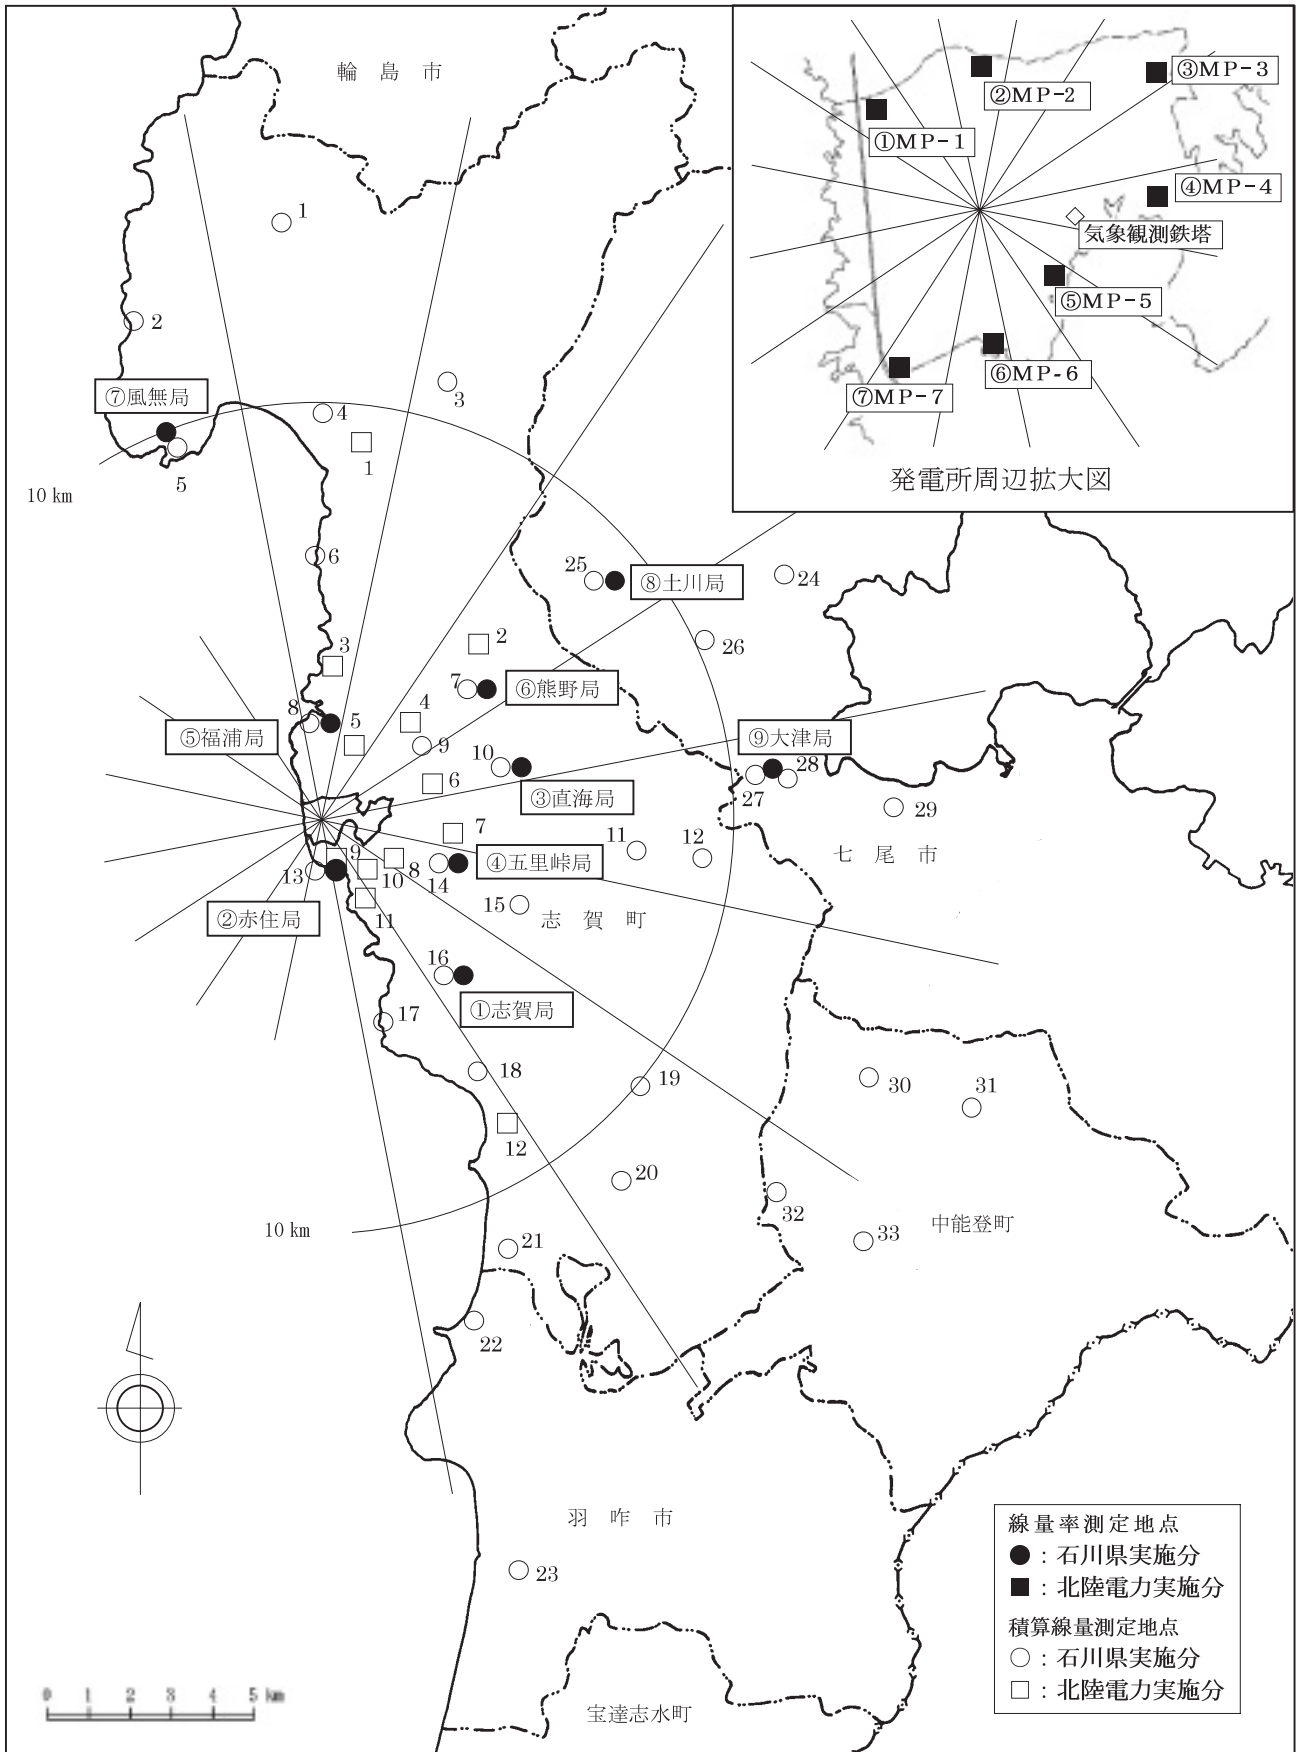 輪島市
①MP-1
②MP-2
③MP-3
④MP-4
気象観測鉄塔
⑤MP-5
⑥MP-6
⑦MP-7
発電所周辺拡大図
1
2
3
⑦風無局
4
1
5
10 km
6
25
⑧土川局
24
2
26
3
7
⑥熊野局
8
5
4
⑤福浦局
9
10
⑨大津局
28
27
6
③直海局
29
7
11
12
七尾市
9
④五里峠局
13
10
8
14
11
②赤住局
15
志賀町
16
①志賀局
17
18
19
30
31
12
20
32
10 km
中能登町
33
21
22
羽咋市
23
線量率測定地点
●：石川県実施分
■：北陸電力実施分
積算線量測定地点
○：石川県実施分
□：北陸電力実施分
0 1 2 3 4 5 km
宝達志水町